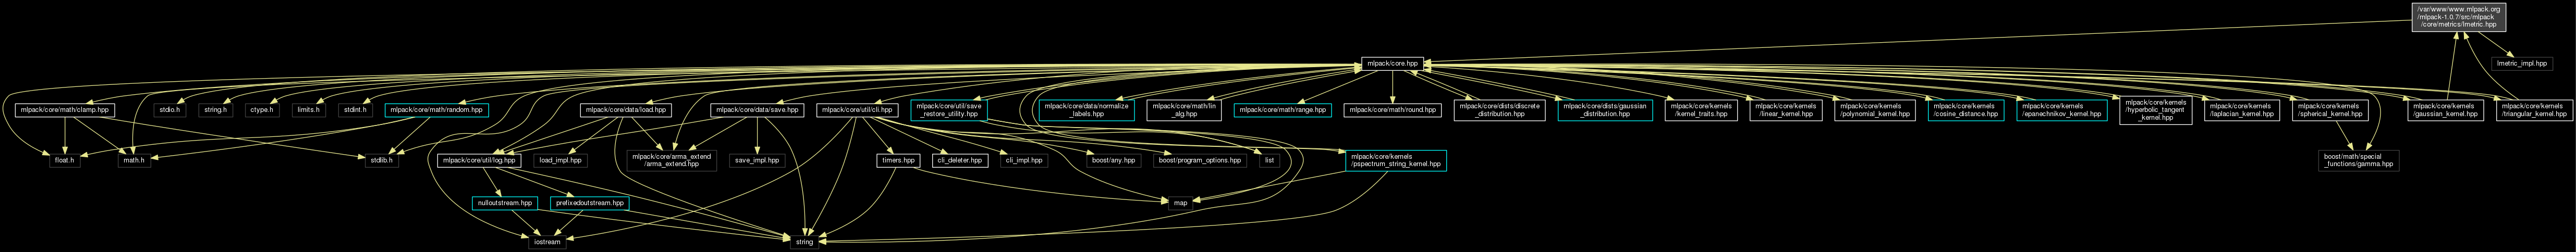 /var/www/www.mlpack.org
/mlpack-1.0.7/src/mlpack
/core/metrics/lmetric.hpp
mlpack/core.hpp
lmetric_impl.hpp
mlpack/core/math/clamp.hpp
stdio.h
string.h
ctype.h
limits.h
stdint.h
mlpack/core/math/random.hpp
mlpack/core/data/load.hpp
mlpack/core/data/save.hpp
mlpack/core/util/cli.hpp
mlpack/core/util/save
_restore_utility.hpp
mlpack/core/data/normalize
_labels.hpp
mlpack/core/math/lin
_alg.hpp
mlpack/core/math/range.hpp
mlpack/core/math/round.hpp
mlpack/core/dists/discrete
_distribution.hpp
mlpack/core/dists/gaussian
_distribution.hpp
mlpack/core/kernels
/kernel_traits.hpp
mlpack/core/kernels
/linear_kernel.hpp
mlpack/core/kernels
/polynomial_kernel.hpp
mlpack/core/kernels
/cosine_distance.hpp
mlpack/core/kernels
/epanechnikov_kernel.hpp
mlpack/core/kernels
/hyperbolic_tangent
_kernel.hpp
mlpack/core/kernels
/laplacian_kernel.hpp
mlpack/core/kernels
/spherical_kernel.hpp
mlpack/core/kernels
/gaussian_kernel.hpp
mlpack/core/kernels
/triangular_kernel.hpp
float.h
math.h
stdlib.h
mlpack/core/util/log.hpp
load_impl.hpp
mlpack/core/arma_extend
/arma_extend.hpp
save_impl.hpp
timers.hpp
cli_deleter.hpp
cli_impl.hpp
boost/any.hpp
boost/program_options.hpp
list
mlpack/core/kernels
/pspectrum_string_kernel.hpp
boost/math/special
_functions/gamma.hpp
nulloutstream.hpp
prefixedoutstream.hpp
map
iostream
string